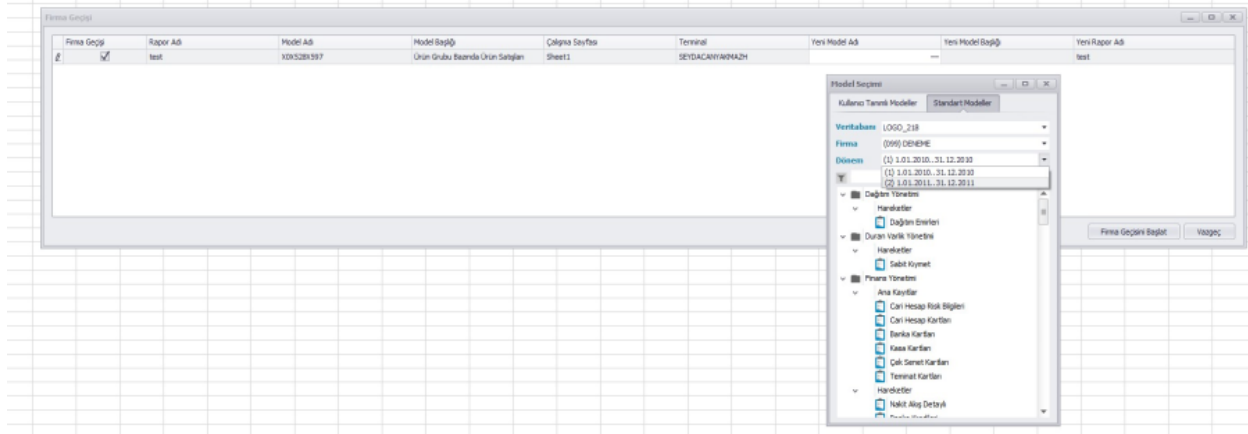 Firma Geçişi
Firma Geçişi Rapor Adı Model Adı Model Başlığı Çalışma Sayfası Terminal Yeni Model Adı Yeni Model Başlığı Yeni Rapor Adı
test XOX528X597 Ürün Grubu Bazında Ürün Satışları Sheet1 SEYDACANYAKMAZH ... test
Model Seçimi
Kullanıcı Tanımlı Modeller Standart Modeller
Veritabanı LOGO_218
Firma (099) DENEME
Dönem (1) 1.01.2010..31.12.2010
(1) 1.01.2010..31.12.2010
(2) 1.01.2011..31.12.2011
Dağıtım Yönetimi
Hareketler
Dağıtım Emirleri
Duran Varlık Yönetimi
Hareketler
Sabit Kıymet
Finans Yönetimi
Ana Kayıtlar
Cari Hesap Risk Bilgileri
Cari Hesap Kartları
Banka Kartları
Kasa Kartları
Çek Senet Kartları
Teminat Kartları
Hareketler
Nakit Akış Detaylı
Firma Geçişini Başlat Vazgeç